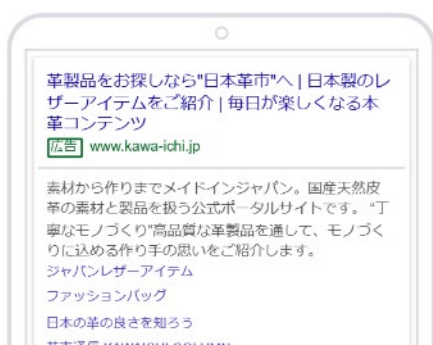 革製品をお探しなら"日本革市"へ | 日本製のレ
ザーアイテムをご紹介 | 毎日が楽しくなる本
革コンテンツ
広告 www.kawa-ichi.jp
素材から作りまでメイドインジャパン。国産天然皮
革の素材と製品を扱う公式ポータルサイトです。 "丁
寧なモノづくり"高品質な革製品を通して、モノづく
りに込める作り手の思いをご紹介します。
ジャパンレザーアイテム
ファッションバッグ
日本の革の良さを知ろう
革市通信 KAWAICHI COLUMN